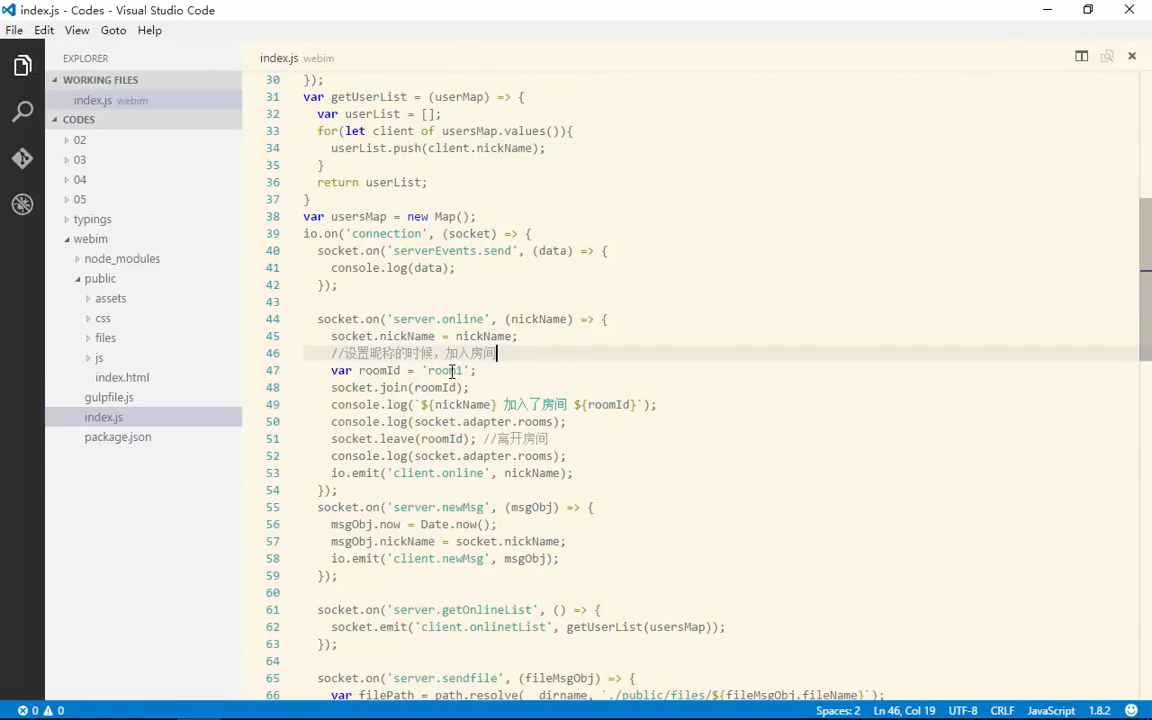 index.js - Codes - Visual Studio Code
File Edit View Goto Help
EXPLORER
WORKING FILES
index.js webim
CODES
02
03
04
05
typings
webim
node_modules
public
assets
css
files
js
index.html
gulpfile.js
index.js
package.json
index.js webim
30 });
31 var getUserList = (userMap) => {
32 var userList = [];
33 for(let client of usersMap.values()){
34 userList.push(client.nickName);
35 }
36 return userList;
37 }
38 var usersMap = new Map();
39 io.on('connection', (socket) => {
40 socket.on('serverEvents.send', (data) => {
41 console.log(data);
42 });
43
44 socket.on('server.online', (nickName) => {
45 socket.nickName = nickName;
46 //设置昵称的时候，加入房间
47 var roomId = 'room1';
48 socket.join(roomId);
49 console.log(`${nickName} 加入了房间 ${roomId}`);
50 console.log(socket.adapter.rooms);
51 socket.leave(roomId); //离开房间
52 console.log(socket.adapter.rooms);
53 io.emit('client.online', nickName);
54 });
55 socket.on('server.newMsg', (msgObj) => {
56 msgObj.now = Date.now();
57 msgObj.nickName = socket.nickName;
58 io.emit('client.newMsg', msgObj);
59 });
60
61 socket.on('server.getOnlineList', () => {
62 socket.emit('client.onlinetList', getUserList(usersMap));
63 });
64
65 socket.on('server.sendfile', (fileMsgObj) => {
66 var filePath = path.resolve(__dirname, `./public/files/${fileMsgObj.fileName}`);
0 0 Spaces: 2 Ln 46, Col 19 UTF-8 CRLF JavaScript 1.8.2